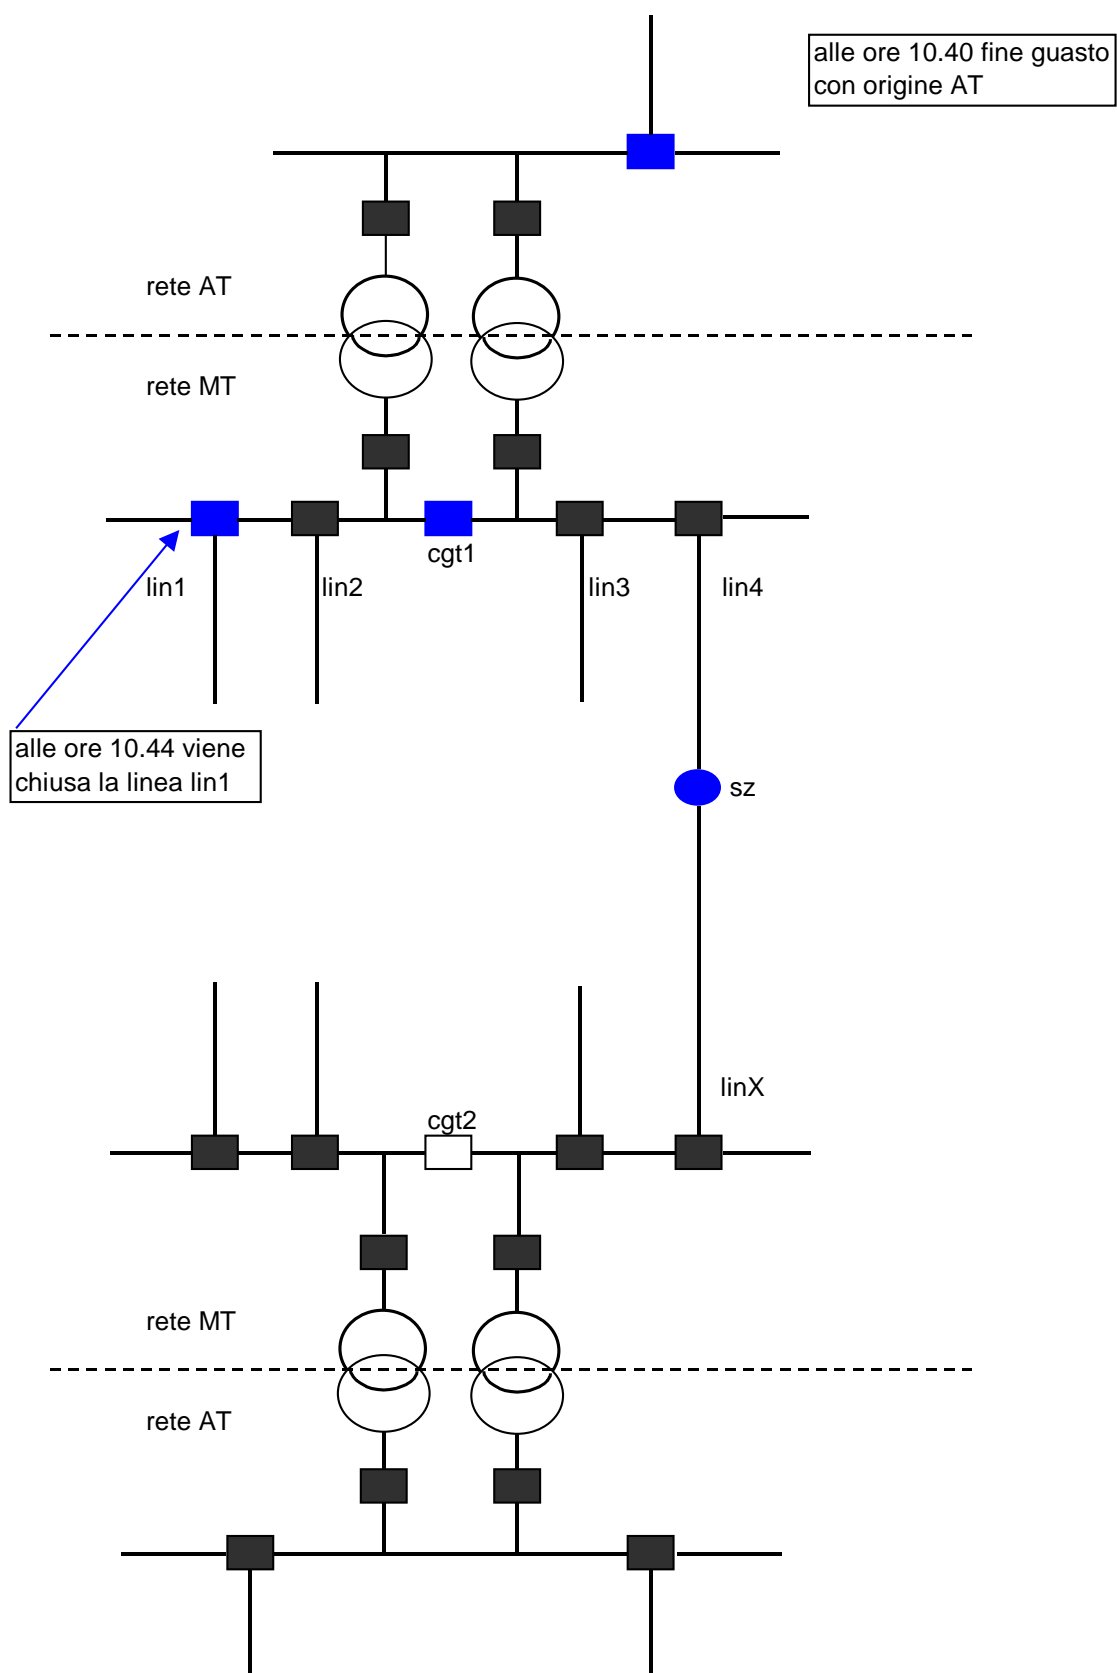 alle ore 10.40 fine guasto
con origine AT
rete AT
rete MT
cgt1
lin1
lin2
lin3
lin4
alle ore 10.44 viene
chiusa la linea lin1
sz
linX
cgt2
rete MT
rete AT